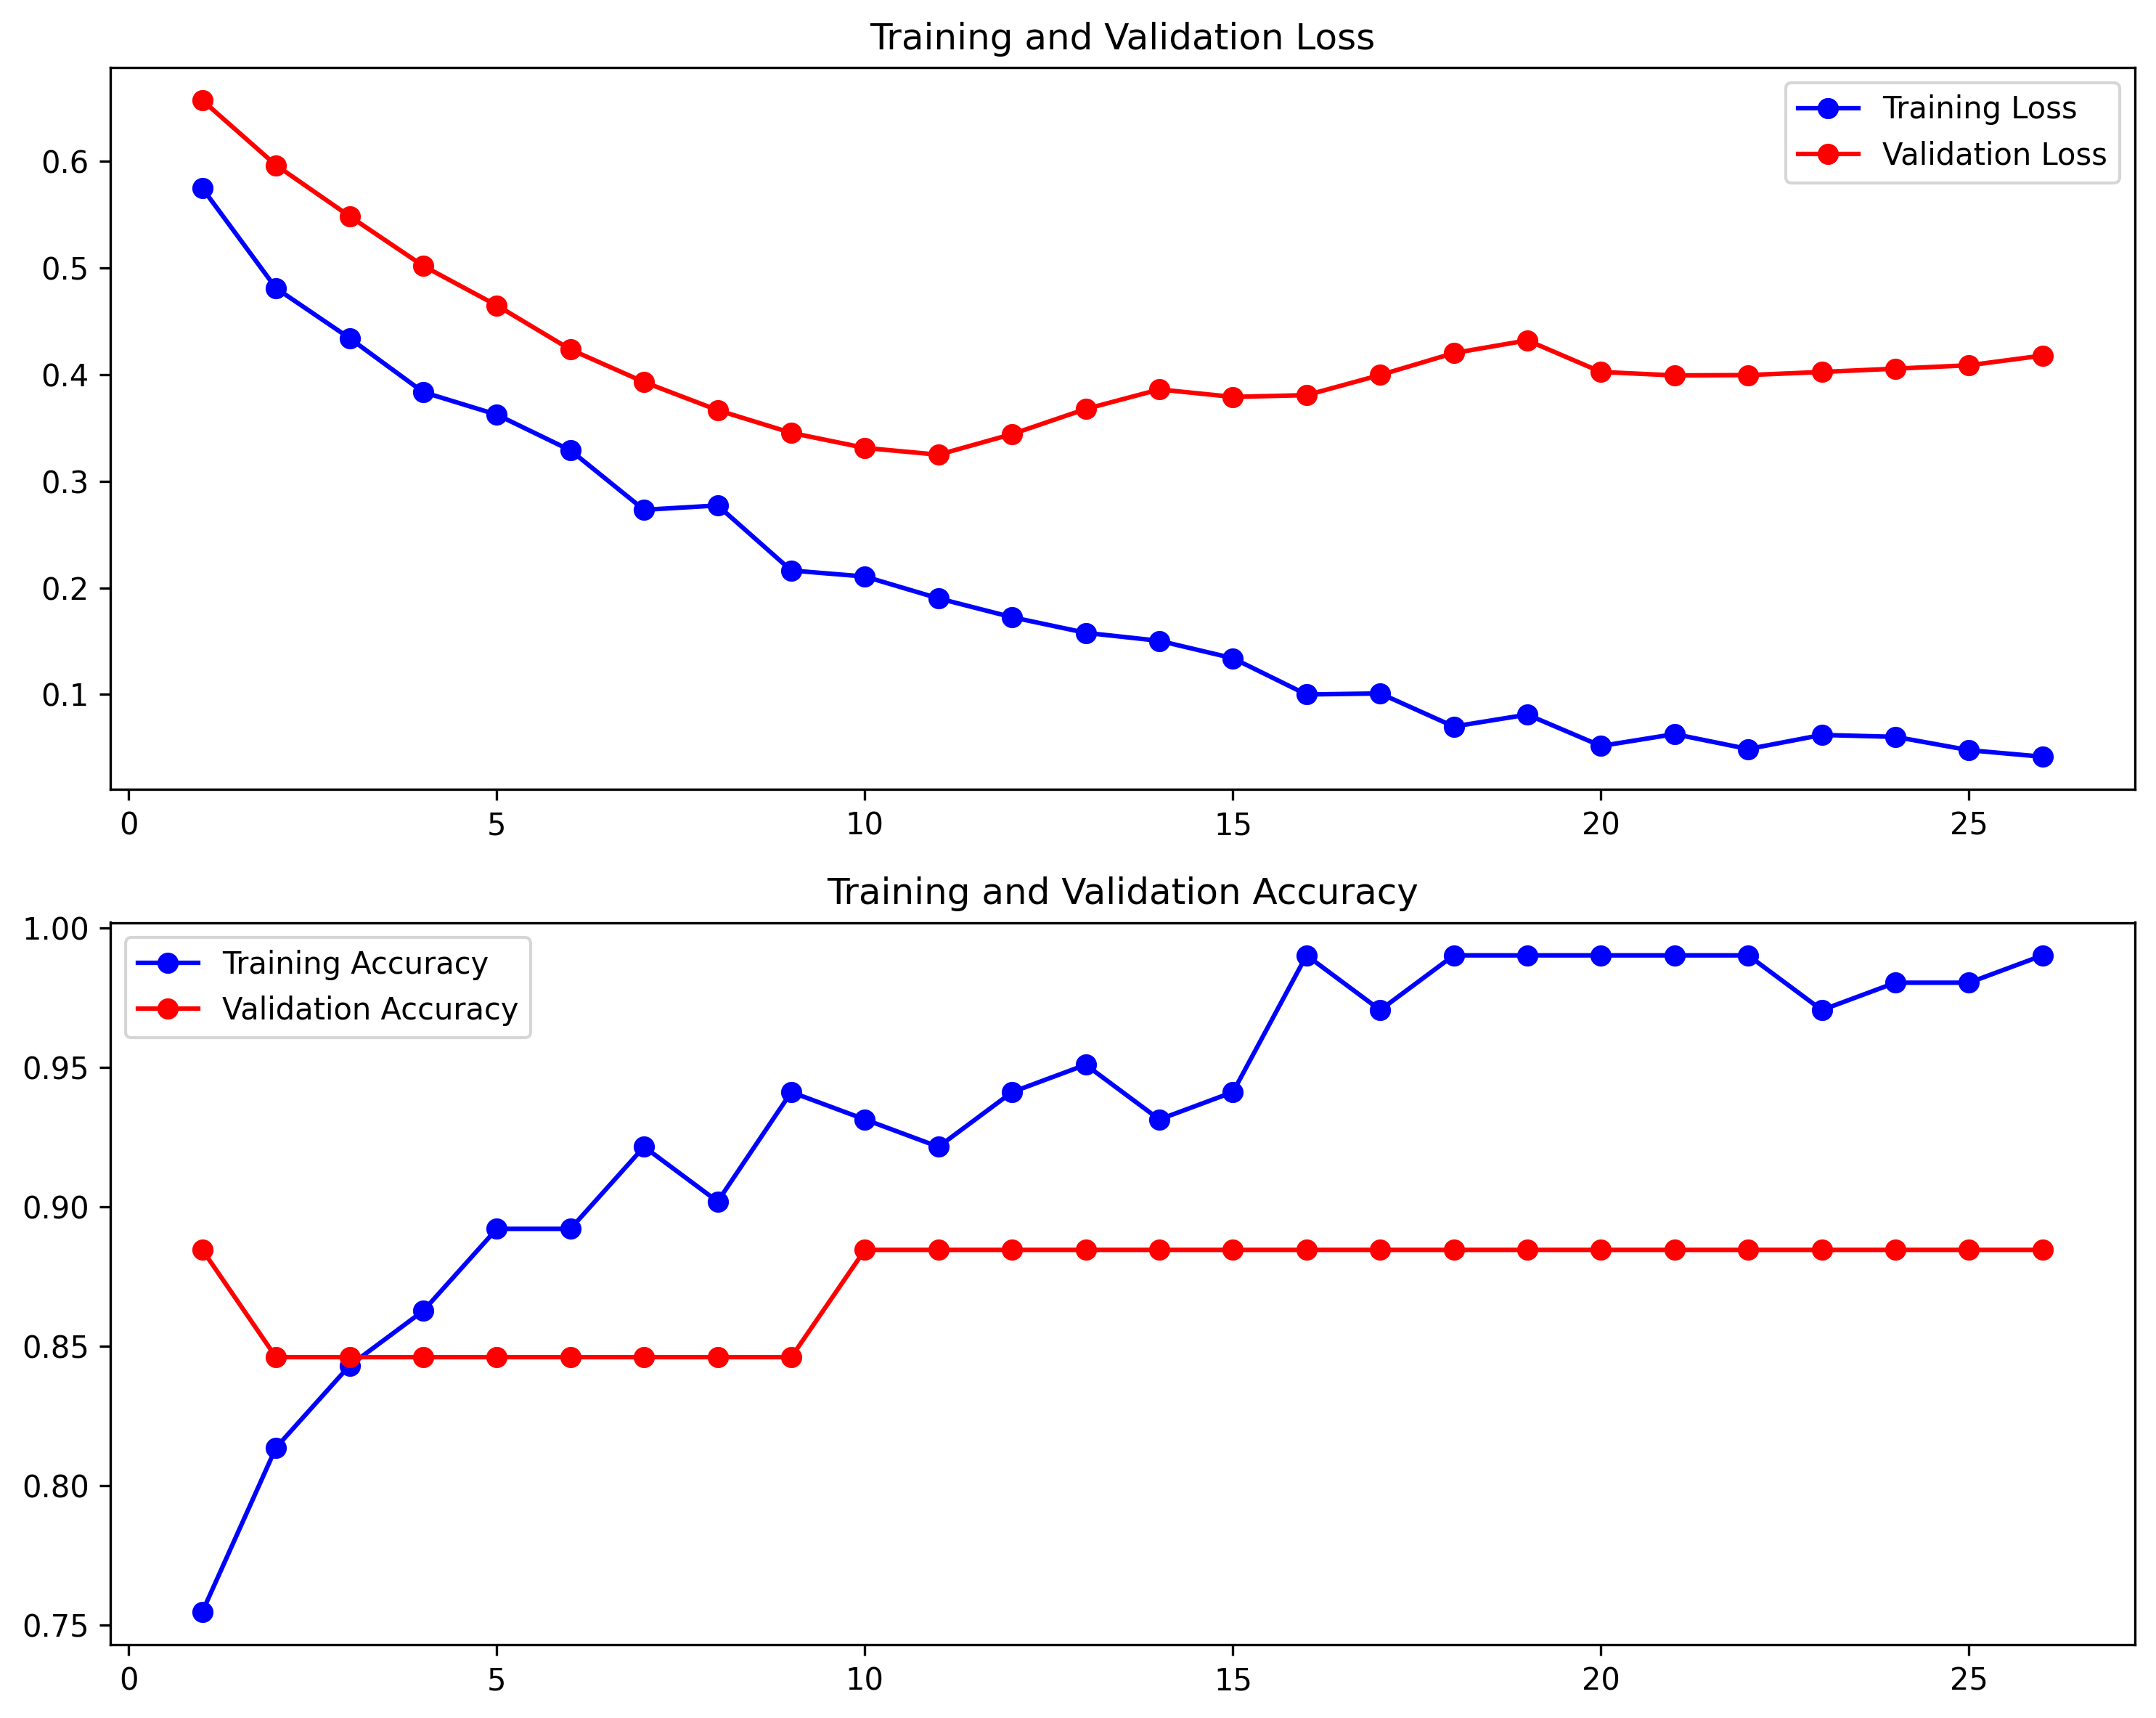 Training and Validation Loss
Training Loss
Validation Loss
0.6
0.5
0.4
0.3
0.2
0.1
0 5 10 15 20 25
Training and Validation Accuracy
Training Accuracy
Validation Accuracy
1.00
0.95
0.90
0.85
0.80
0.75
0 5 10 15 20 25